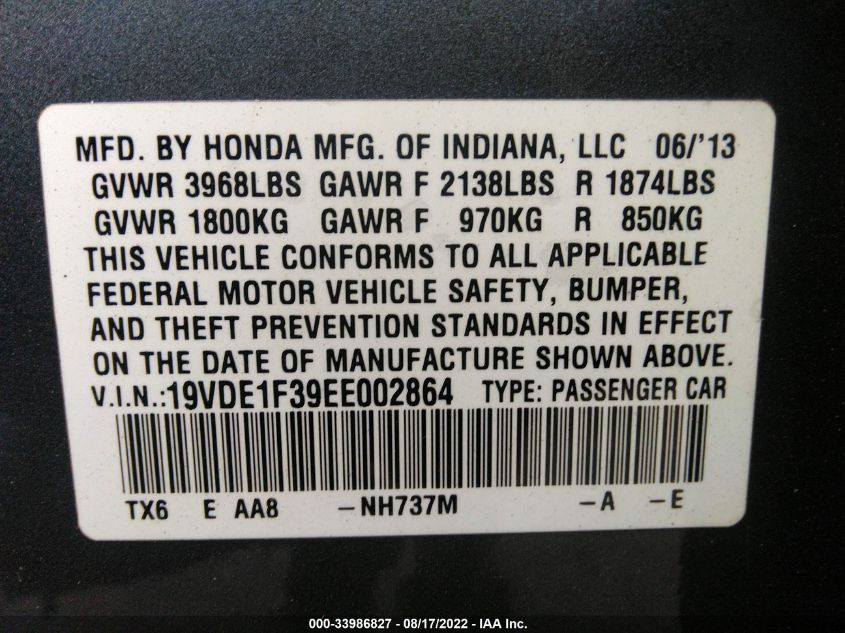 MFD. BY HONDA MFG. OF INDIANA, LLC 06/'13
GVWR 3968LBS GAWR F 2138LBS R 1874LBS
GVWR 1800KG GAWR F 970KG R 850KG
THIS VEHICLE CONFORMS TO ALL APPLICABLE
FEDERAL MOTOR VEHICLE SAFETY, BUMPER,
AND THEFT PREVENTION STANDARDS IN EFFECT
ON THE DATE OF MANUFACTURE SHOWN ABOVE.
V.I.N.:19VDE1F39EE002864 TYPE: PASSENGER CAR
TX6 E AA8 –NH737M –A –E
000-33986827 - 08/17/2022 - IAA Inc.